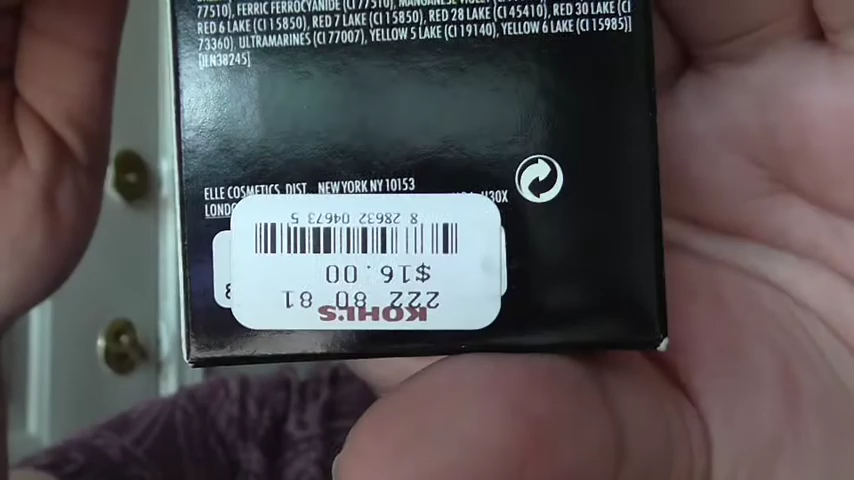 77510), FERRIC FERROCYANIDE (CI 77510), MANGANESE VIOLET
RED 6 LAKE (CI 15850), RED 7 LAKE (CI 15850), RED 28 LAKE (CI 45410), RED 30 LAKE (CI
73360), ULTRAMARINES (CI 77007), YELLOW 5 LAKE (CI 19140), YELLOW 6 LAKE (CI 15985)]
[ILN38245]
ELLE COSMETICS, DIST. NEW YORK NY 10153
LONDON
KOHL'S
222 80 81
$16.00
8 28632 04673 5